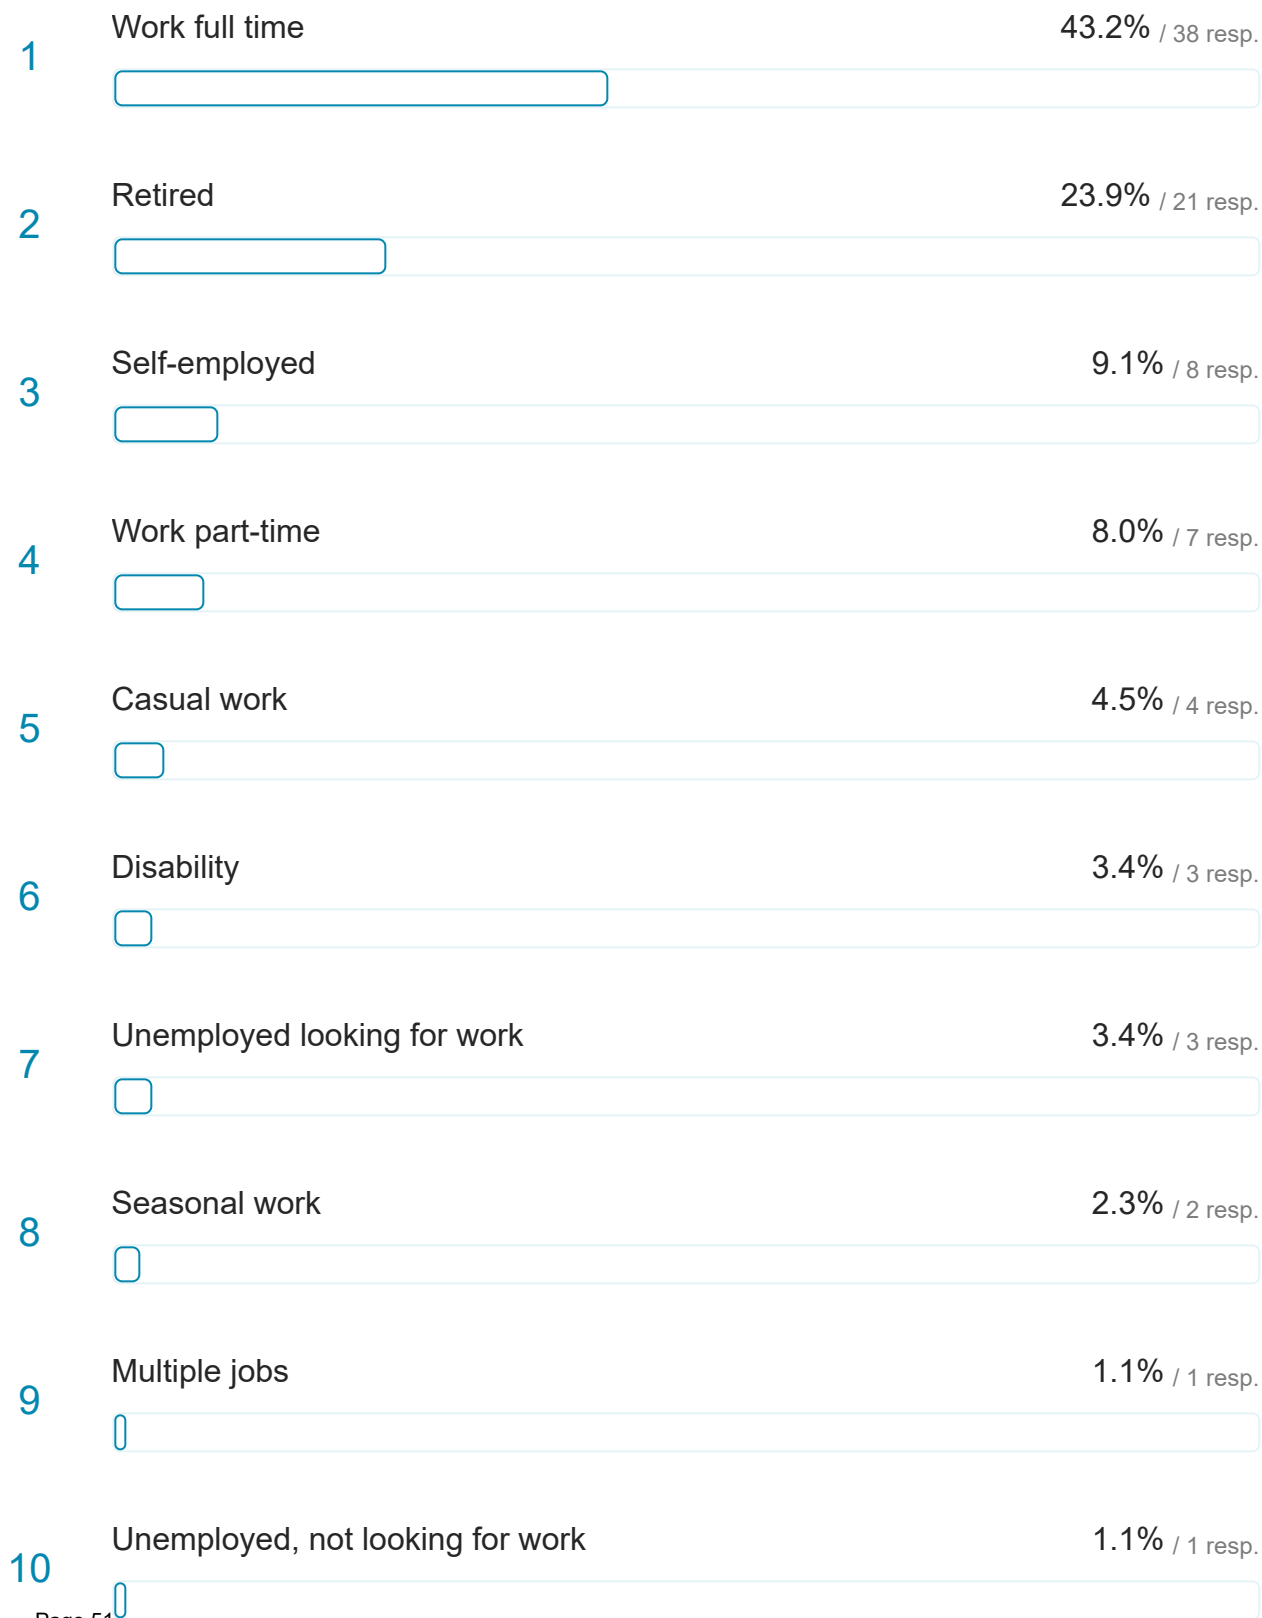 1 Work full time 43.2% / 38 resp.
2 Retired 23.9% / 21 resp.
3 Self-employed 9.1% / 8 resp.
4 Work part-time 8.0% / 7 resp.
5 Casual work 4.5% / 4 resp.
6 Disability 3.4% / 3 resp.
7 Unemployed looking for work 3.4% / 3 resp.
8 Seasonal work 2.3% / 2 resp.
9 Multiple jobs 1.1% / 1 resp.
10 Unemployed, not looking for work 1.1% / 1 resp.
Page 51